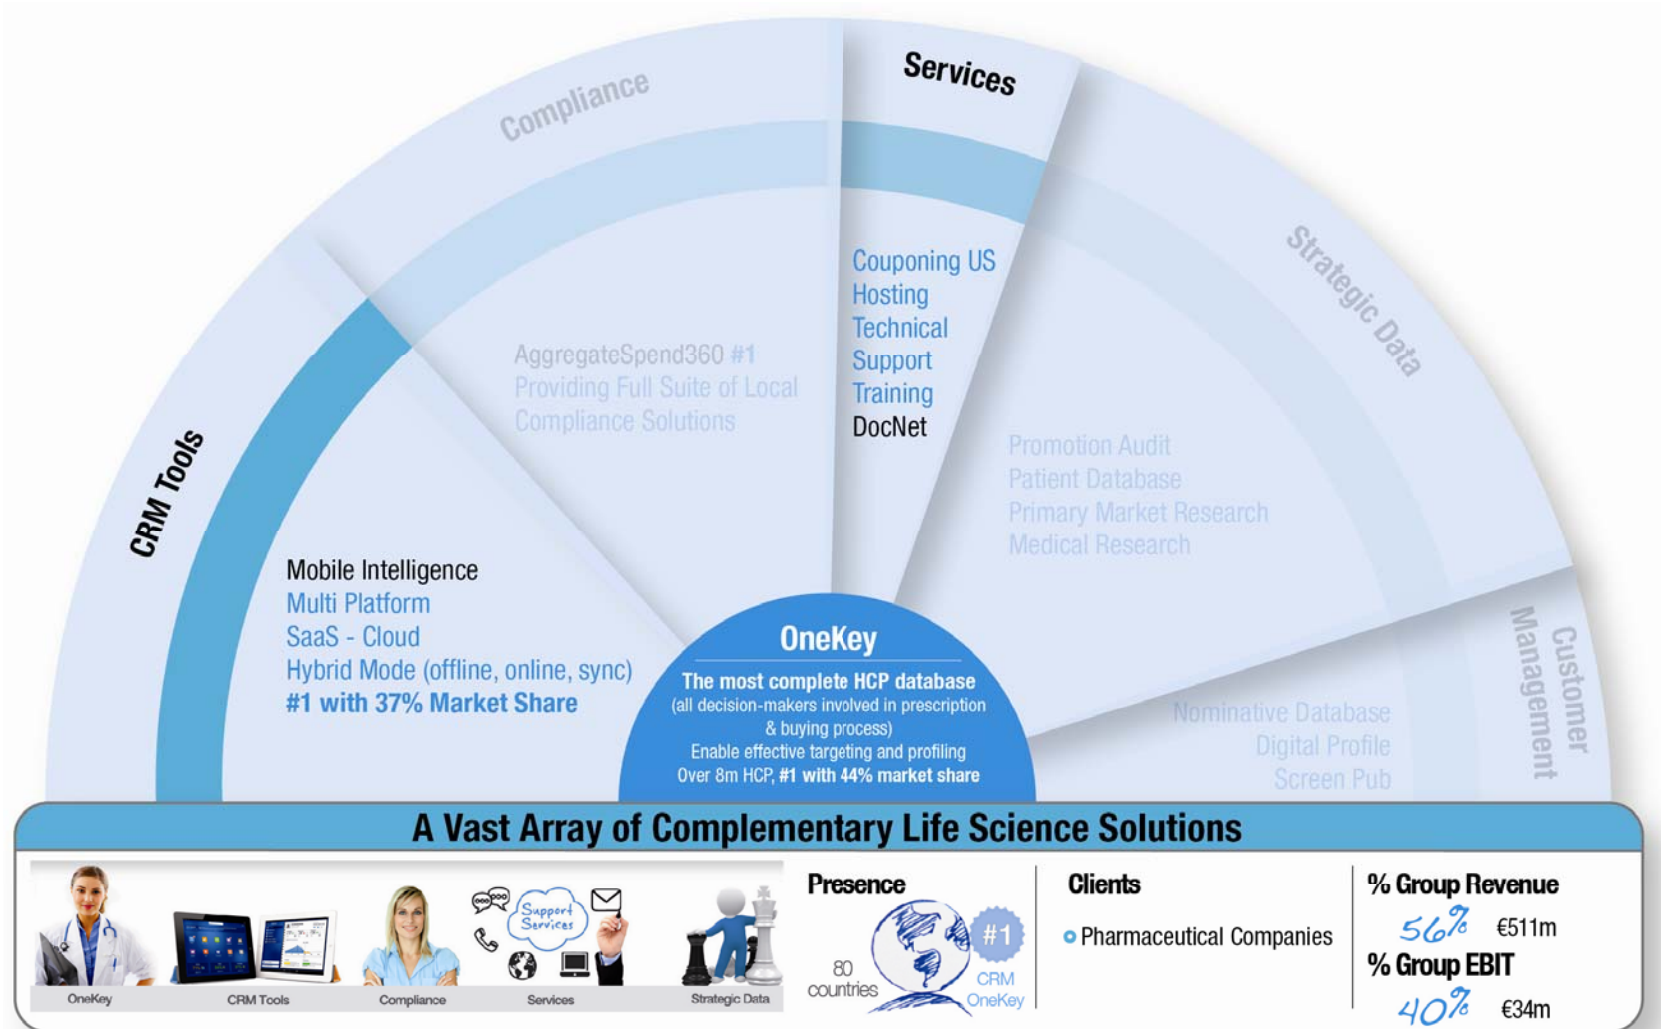 Compliance
Services
Strategic Data
Customer
Management
CRM Tools
AggregateSpend360 #1
Providing Full Suite of Local
Compliance Solutions
Couponing US
Hosting
Technical
Support
Training
DocNet
Promotion Audit
Patient Database
Primary Market Research
Medical Research
Mobile Intelligence
Multi Platform
SaaS - Cloud
Hybrid Mode (offline, online, sync)
#1 with 37% Market Share
OneKey
The most complete HCP database
(all decision-makers involved in prescription
& buying process)
Enable effective targeting and profiling
Over 8m HCP, #1 with 44% market share
Nominative Database
Digital Profile
Screen Pub
A Vast Array of Complementary Life Science Solutions
Support
Services
OneKey
CRM Tools
Compliance
Services
Strategic Data
Presence
80
countries
#1
CRM
OneKey
Clients
Pharmaceutical Companies
% Group Revenue
56% €511m
% Group EBIT
40% €34m